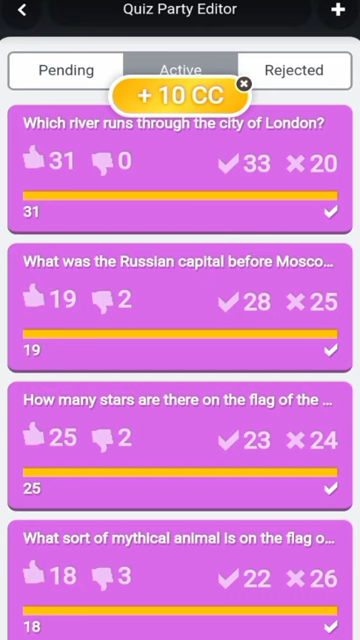 Quiz Party Editor
Pending Active Rejected
+ 10 CC
Which river runs through the city of London?
31 0 33 20
31
What was the Russian capital before Mosco...
19 2 28 25
19
How many stars are there on the flag of the ...
25 2 23 24
25
What sort of mythical animal is on the flag o...
18 3 22 26
18